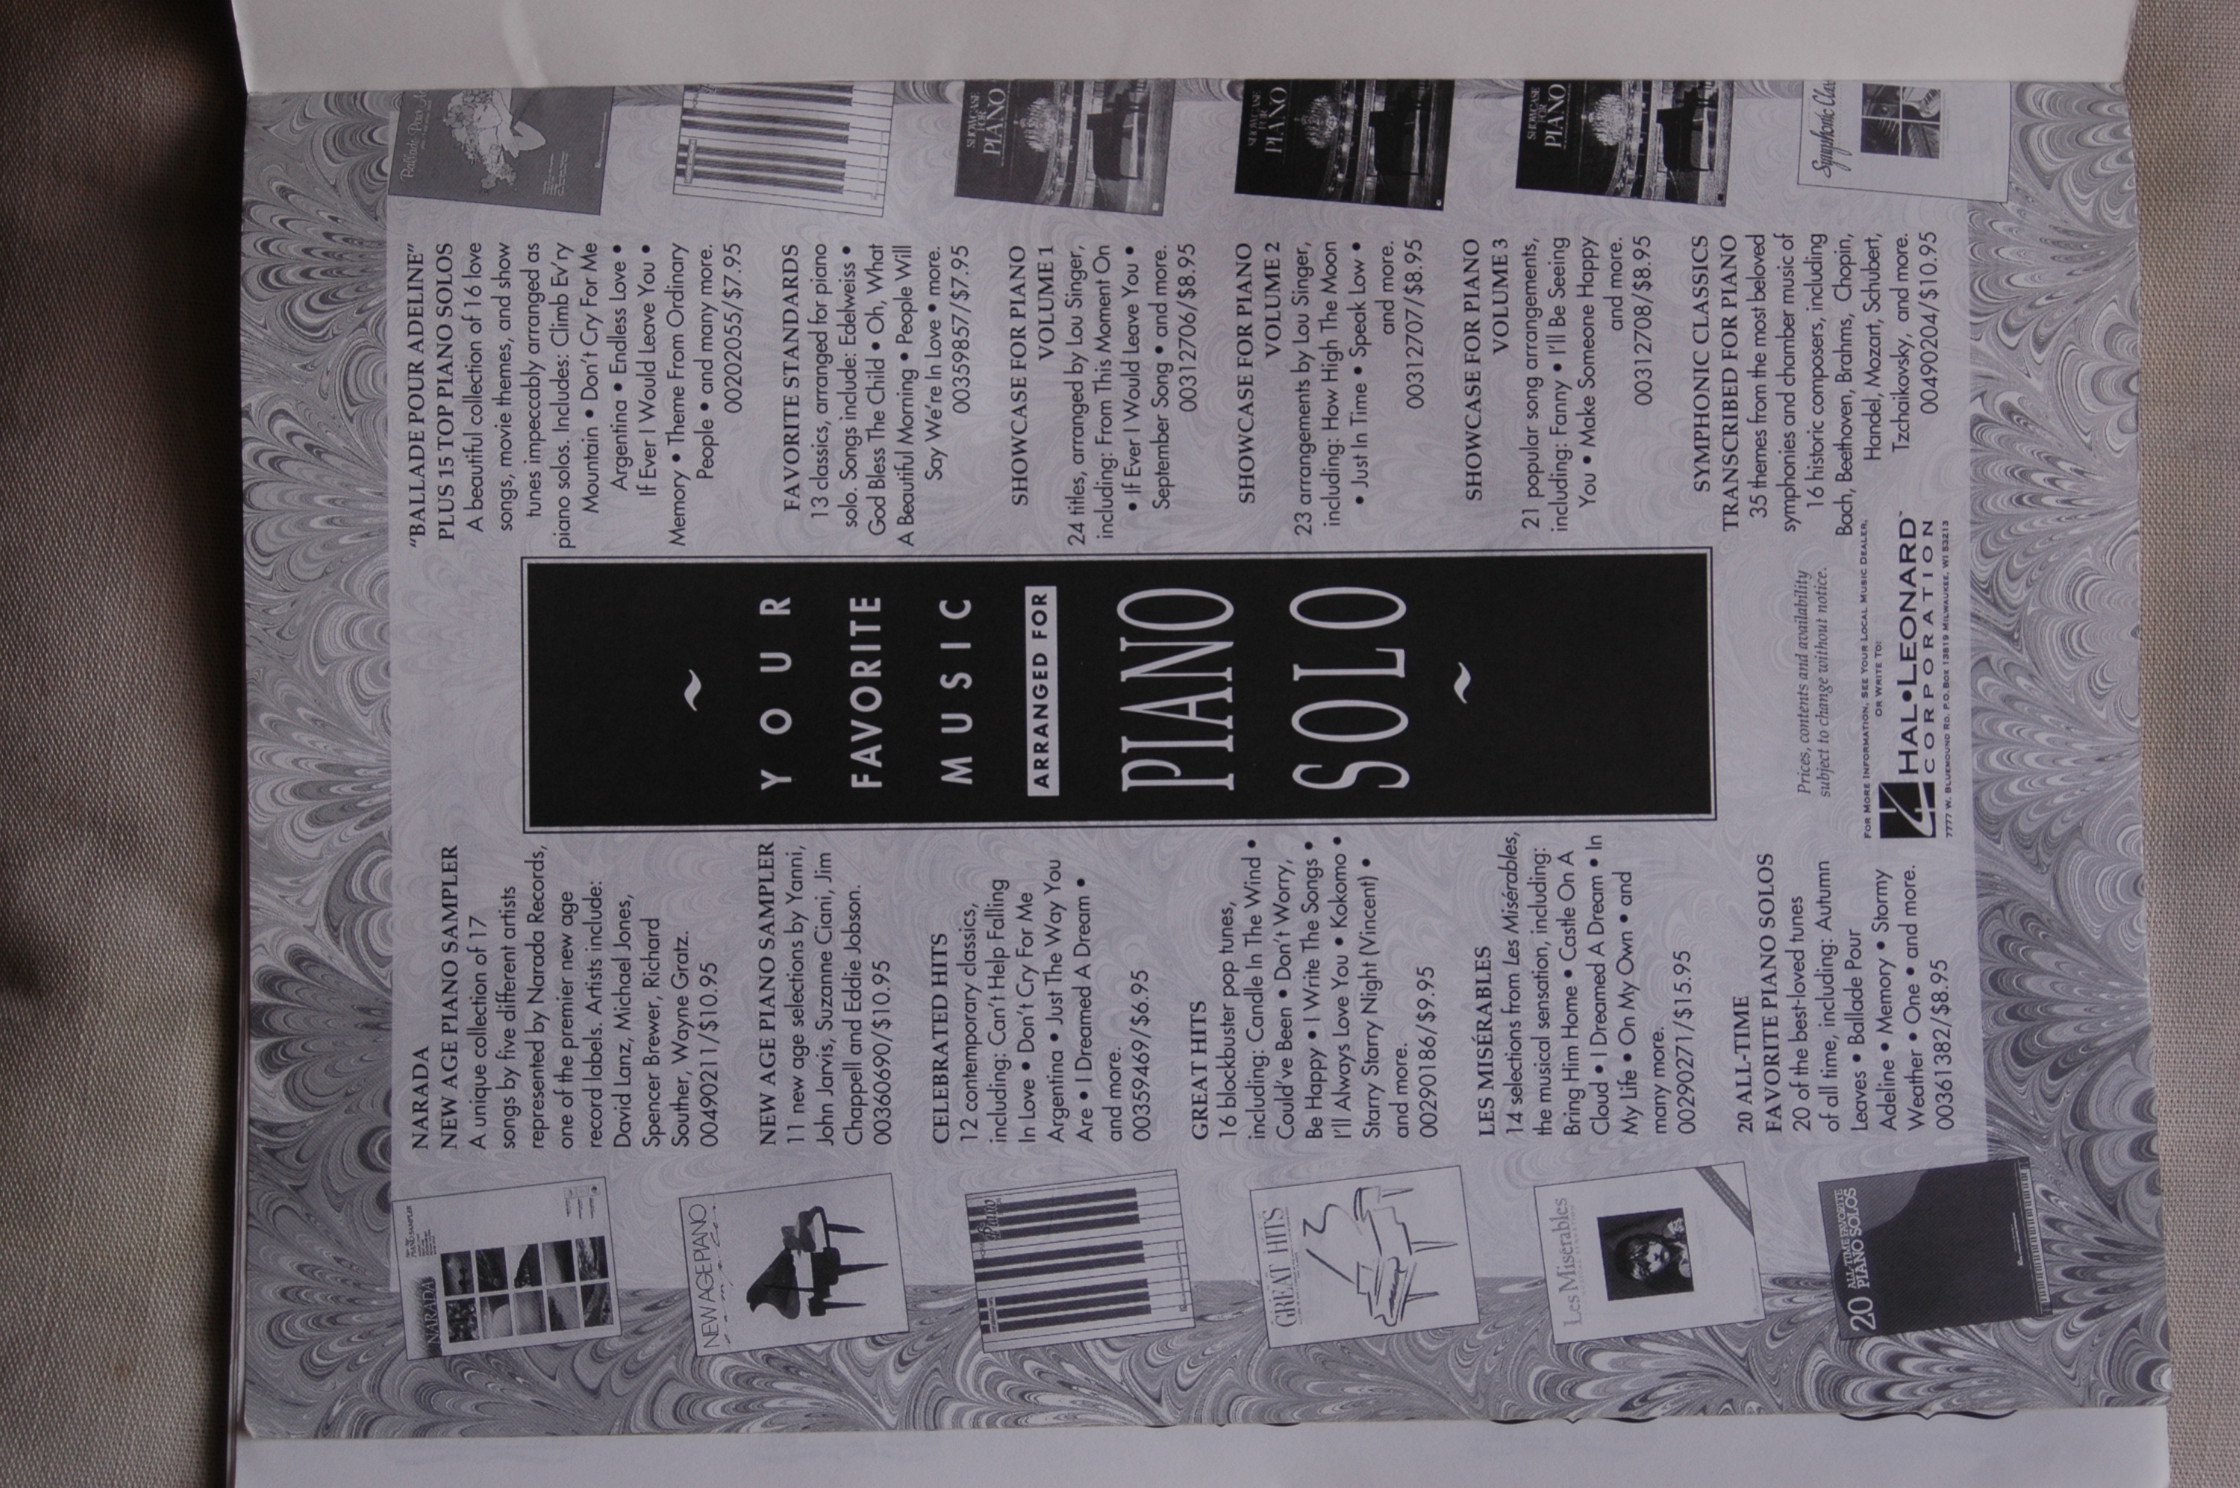 NARADA
NEW AGE PIANO SAMPLER
A unique collection of 17
songs by five different artists
represented by Narada Records,
one of the premier new age
record labels. Artists include:
David Lanz, Michael Jones,
Spencer Brewer, Richard
Souther, Wayne Gratz.
00490211/$10.95
NEW AGE PIANO SAMPLER
11 new age selections by Yanni,
John Jarvis, Suzanne Ciani, Jim
Chappell and Eddie Jobson.
00360690/$10.95
CELEBRATED HITS
12 contemporary classics,
including: Can't Help Falling
In Love • Don't Cry For Me
Argentina • Just The Way You
Are • I Dreamed A Dream •
and more.
00359469/$6.95
GREAT HITS
16 blockbuster pop tunes,
including: Candle In The Wind •
Could've Been • Don't Worry,
Be Happy • I Write The Songs •
I'll Always Love You • Kokomo •
Starry Starry Night (Vincent) •
and more.
00290186/$9.95
LES MISÉRABLES
14 selections from Les Misérables,
the musical sensation, including:
Bring Him Home • Castle On A
Cloud • I Dreamed A Dream • In
My Life • On My Own • and
many more.
00290271/$15.95
20 ALL-TIME
FAVORITE PIANO SOLOS
20 of the best-loved tunes
of all time, including: Autumn
Leaves • Ballade Pour
Adeline • Memory • Stormy
Weather • One • and more.
00361382/$8.95
NARADA
NEW AGE PIANO
GREAT HITS
Les Misérables
20 ALL-TIME FAVORITE
PIANO SOLOS
~
YOUR
FAVORITE
MUSIC
ARRANGED FOR
PIANO
SOLO
~
Prices, contents and availability
subject to change without notice.
FOR MORE INFORMATION, SEE YOUR LOCAL MUSIC DEALER,
OR WRITE TO:
HAL•LEONARD™
CORPORATION
7777 W. BLUEMOUND RD. P.O. BOX 13819 MILWAUKEE, WI 53213
"BALLADE POUR ADELINE"
PLUS 15 TOP PIANO SOLOS
A beautiful collection of 16 love
songs, movie themes, and show
tunes impeccably arranged as
piano solos. Includes: Climb Ev'ry
Mountain • Don't Cry For Me
Argentina • Endless Love •
If Ever I Would Leave You •
Memory • Theme From Ordinary
People • and many more.
00202055/$7.95
FAVORITE STANDARDS
13 classics, arranged for piano
solo. Songs include: Edelweiss •
God Bless The Child • Oh, What
A Beautiful Morning • People Will
Say We're In Love • more.
00359857/$7.95
SHOWCASE FOR PIANO
VOLUME 1
24 titles, arranged by Lou Singer,
including: From This Moment On
• If Ever I Would Leave You •
September Song • and more.
00312706/$8.95
SHOWCASE FOR PIANO
VOLUME 2
23 arrangements by Lou Singer,
including: How High The Moon
• Just In Time • Speak Low •
and more.
00312707/$8.95
SHOWCASE FOR PIANO
VOLUME 3
21 popular song arrangements,
including: Fanny • I'll Be Seeing
You • Make Someone Happy
and more.
00312708/$8.95
SYMPHONIC CLASSICS
TRANSCRIBED FOR PIANO
35 themes from the most beloved
symphonies and chamber music of
16 historic composers, including
Bach, Beethoven, Brahms, Chopin,
Handel, Mozart, Schubert,
Tzchaikovsky, and more.
00490204/$10.95
SHOWCASE
FOR
PIANO
SHOWCASE
FOR
PIANO
SHOWCASE
FOR
PIANO
Symphonic Clas